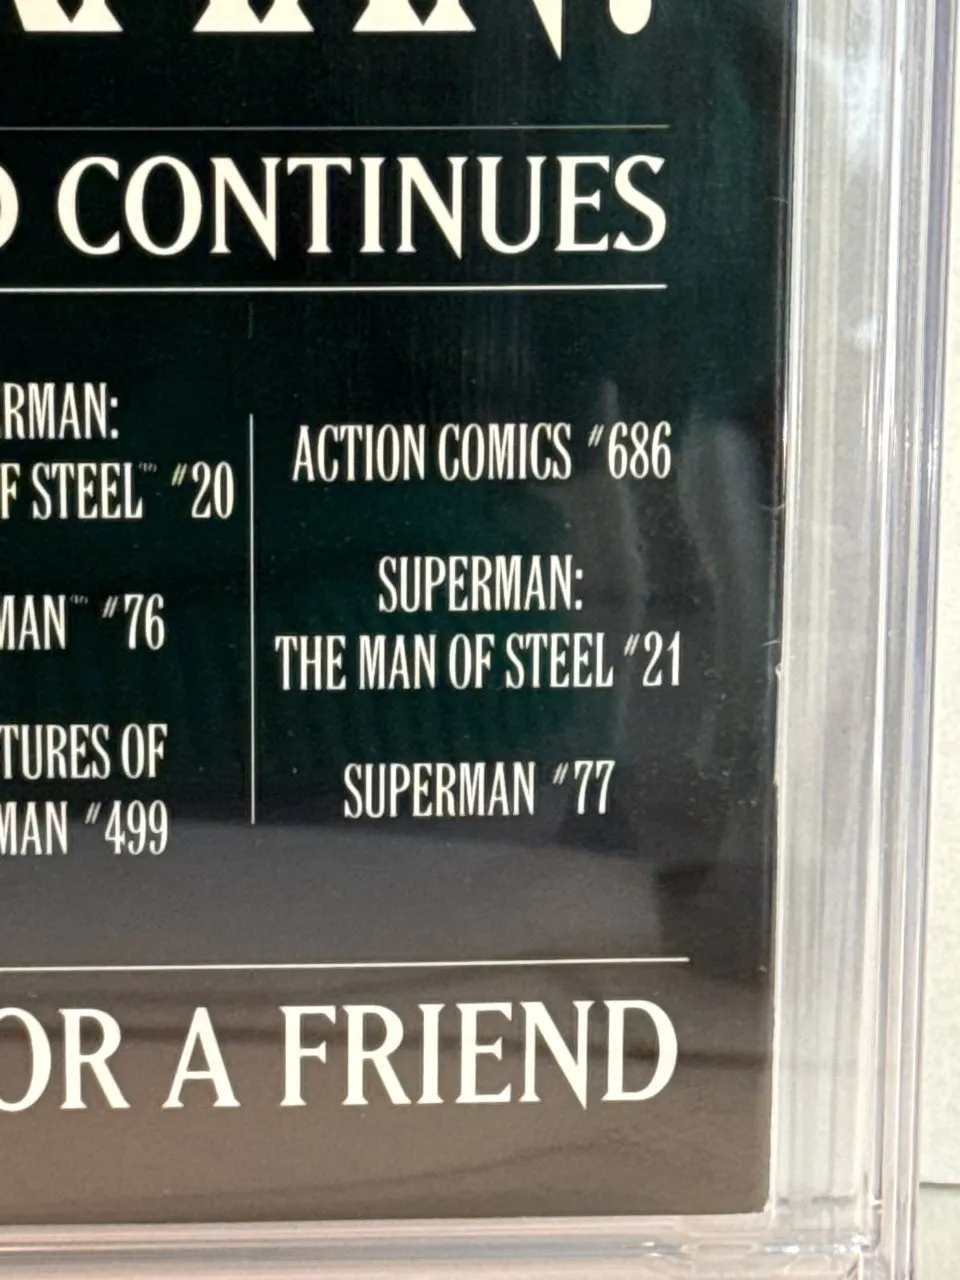 CONTINUES
RMAN:
F STEEL™ #20
MAN™ #76
TURES OF
MAN #499
ACTION COMICS #686
SUPERMAN:
THE MAN OF STEEL #21
SUPERMAN #77
OR A FRIEND